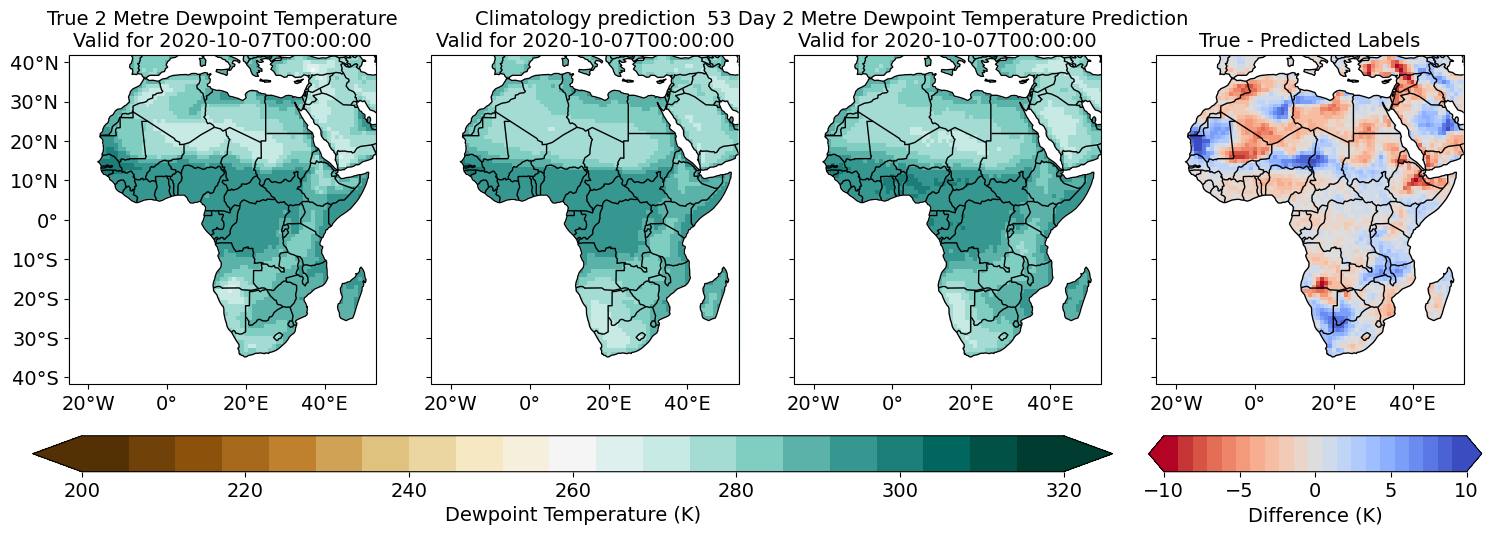 True 2 Metre Dewpoint Temperature
Valid for 2020-10-07T00:00:00
Climatology prediction
Valid for 2020-10-07T00:00:00
53 Day 2 Metre Dewpoint Temperature Prediction
Valid for 2020-10-07T00:00:00
True - Predicted Labels
40°N
30°N
20°N
10°N
0°
10°S
20°S
30°S
40°S
20°W 0° 20°E 40°E
20°W 0° 20°E 40°E
20°W 0° 20°E 40°E
20°W 0° 20°E 40°E
200 220 240 260 280 300 320
Dewpoint Temperature (K)
−10 −5 0 5 10
Difference (K)